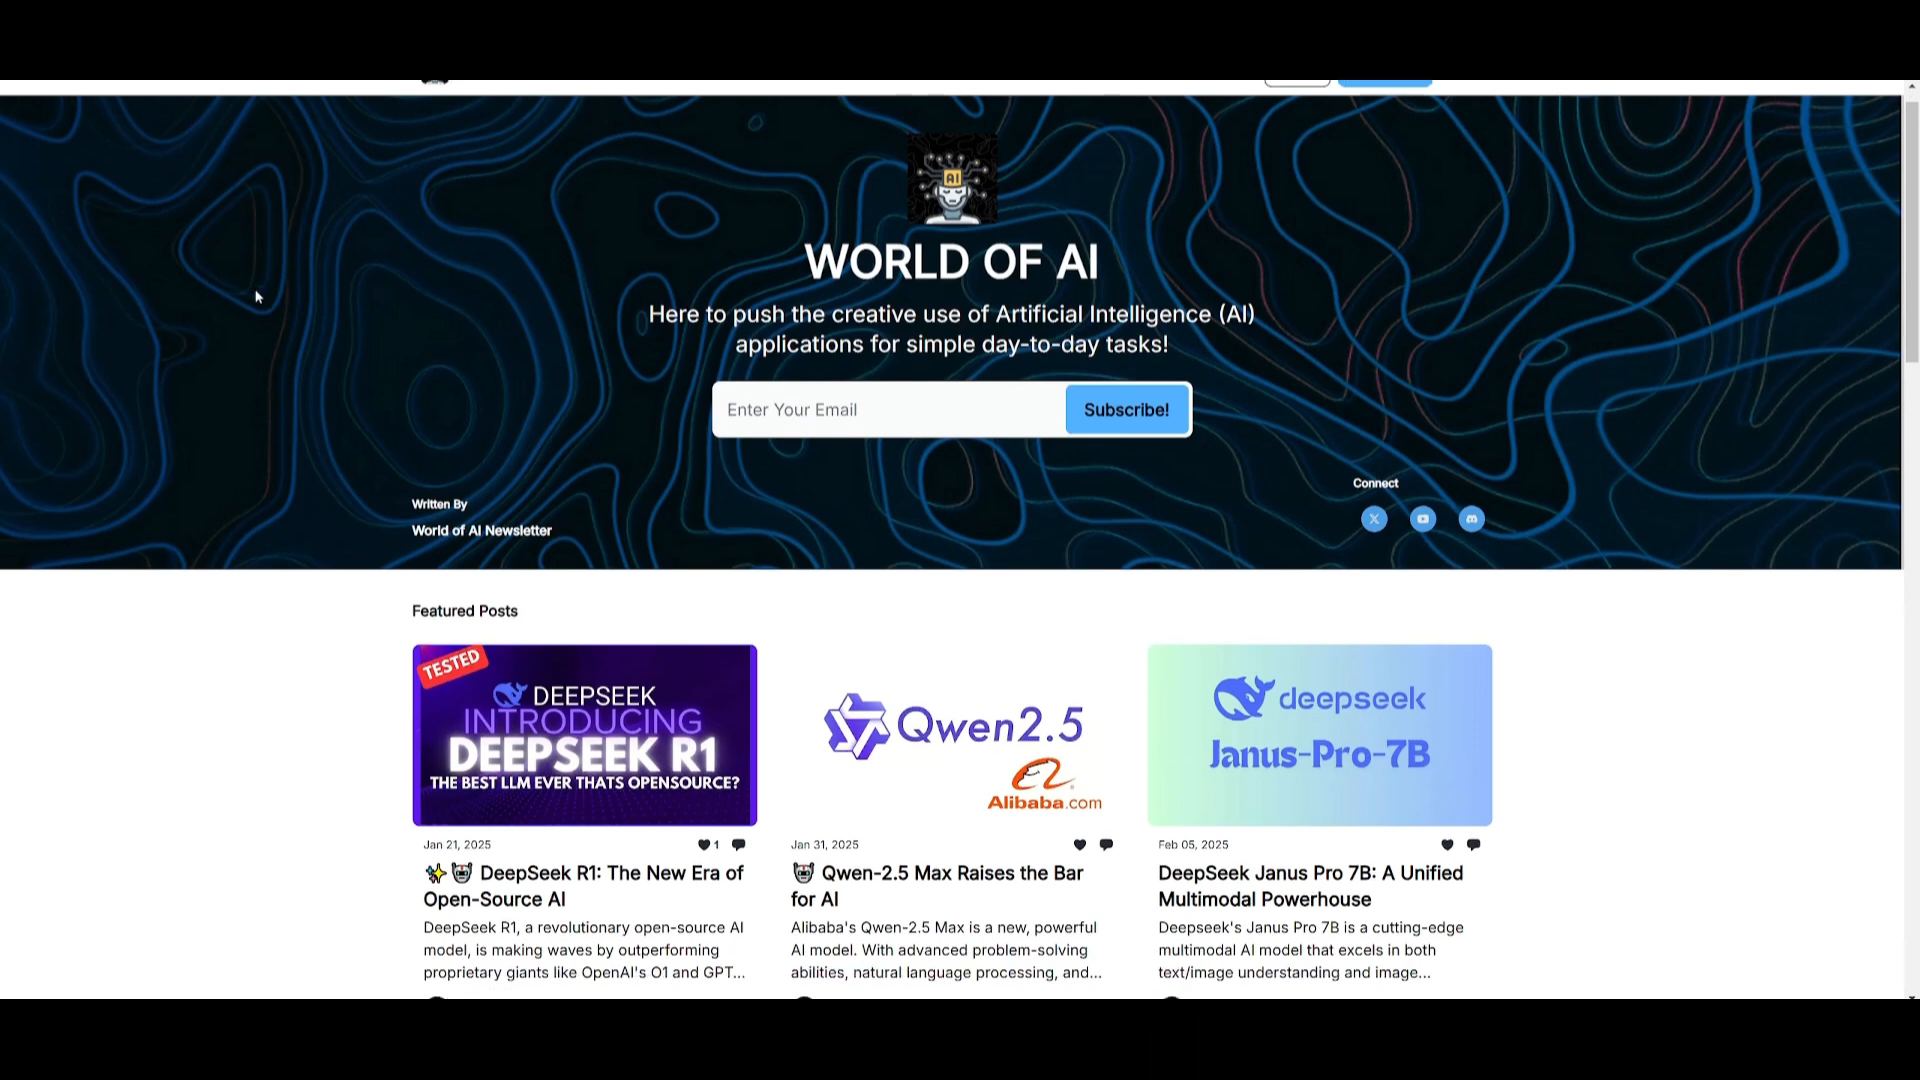 AI
WORLD OF AI
Here to push the creative use of Artificial Intelligence (AI)
applications for simple day-to-day tasks!
Enter Your Email
Subscribe!
Written By
World of AI Newsletter
Connect
Featured Posts
TESTED
DEEPSEEK
INTRODUCING
DEEPSEEK R1
THE BEST LLM EVER THATS OPENSOURCE?
Jan 21, 2025
1
DeepSeek R1: The New Era of
Open-Source AI
DeepSeek R1, a revolutionary open-source AI
model, is making waves by outperforming
proprietary giants like OpenAI's O1 and GPT...
Qwen2.5
Alibaba.com
Jan 31, 2025
Qwen-2.5 Max Raises the Bar
for AI
Alibaba's Qwen-2.5 Max is a new, powerful
AI model. With advanced problem-solving
abilities, natural language processing, and...
deepseek
Janus-Pro-7B
Feb 05, 2025
DeepSeek Janus Pro 7B: A Unified
Multimodal Powerhouse
Deepseek's Janus Pro 7B is a cutting-edge
multimodal AI model that excels in both
text/image understanding and image...